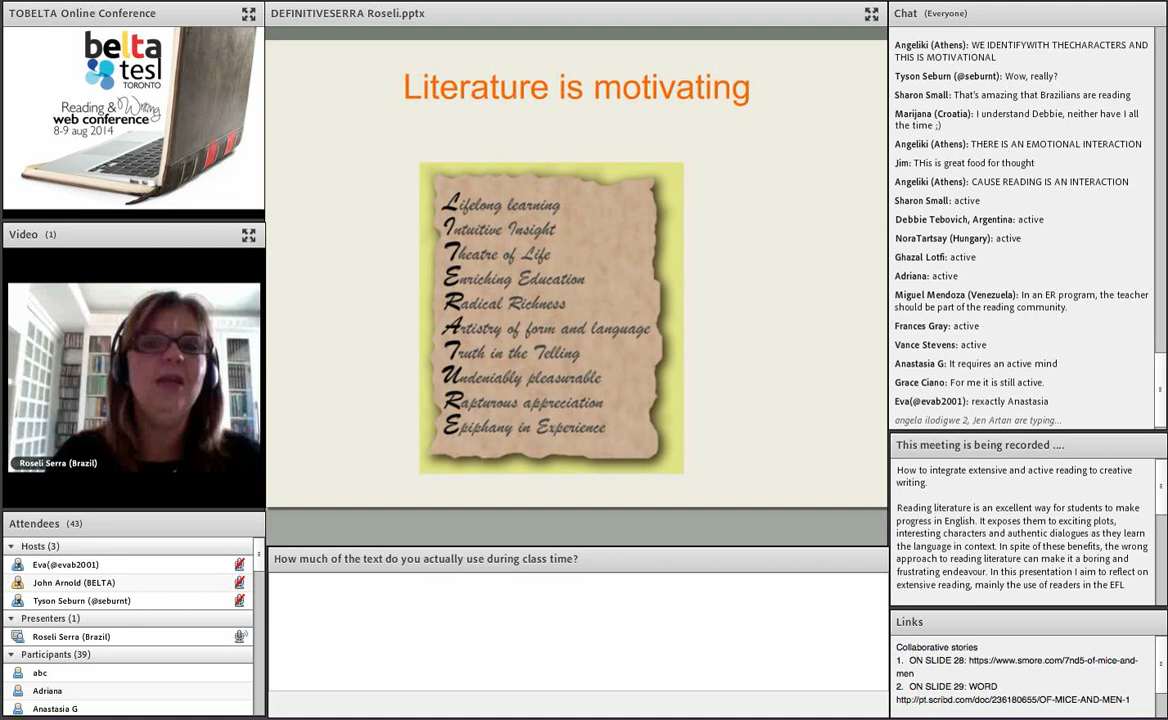 TOBELTA Online Conference
belta
tesl
TORONTO
Reading & Writing
web conference
8-9 aug 2014
Video (1)
Roseli Serra (Brazil)
Attendees (43)
Hosts (3)
Eva(@evab2001)
John Arnold (BELTA)
Tyson Seburn (@seburnt)
Presenters (1)
Roseli Serra (Brazil)
Participants (39)
abc
Adriana
Anastasia G
DEFINITIVESERRA Roseli.pptx
Literature is motivating
Lifelong learning
Intuitive Insight
Theatre of Life
Enriching Education
Radical Richness
Artistry of form and language
Truth in the Telling
Undeniably pleasurable
Rapturous appreciation
Epiphany in Experience
How much of the text do you actually use during class time?
Chat (Everyone)
Angeliki (Athens): WE IDENTIFYWITH THECHARACTERS AND
THIS IS MOTIVATIONAL
Tyson Seburn (@seburnt): Wow, really?
Sharon Small: That's amazing that Brazilians are reading
Marijana (Croatia): I understand Debbie, neither have I all
the time ;)
Angeliki (Athens): THERE IS AN EMOTIONAL INTERACTION
Jim: THis is great food for thought
Angeliki (Athens): CAUSE READING IS AN INTERACTION
Sharon Small: active
Debbie Tebovich, Argentina: active
NoraTartsay (Hungary): active
Ghazal Lotfi: active
Adriana: active
Miguel Mendoza (Venezuela): In an ER program, the teacher
should be part of the reading community.
Frances Gray: active
Vance Stevens: active
Anastasia G: It requires an active mind
Grace Ciano: For me it is still active.
Eva(@evab2001): rexactly Anastasia
angela ilodigwe 2, Jen Artan are typing...
This meeting is being recorded ....
How to integrate extensive and active reading to creative
writing.
Reading literature is an excellent way for students to make
progress in English. It exposes them to exciting plots,
interesting characters and authentic dialogues as they learn
the language in context. In spite of these benefits, the wrong
approach to reading literature can make it a boring and
frustrating endeavour. In this presentation I aim to reflect on
extensive reading, mainly the use of readers in the EFL
Links
Collaborative stories
1. ON SLIDE 28: https://www.smore.com/7nd5-of-mice-and-
men
2. ON SLIDE 29: WORD
http://pt.scribd.com/doc/236180655/OF-MICE-AND-MEN-1